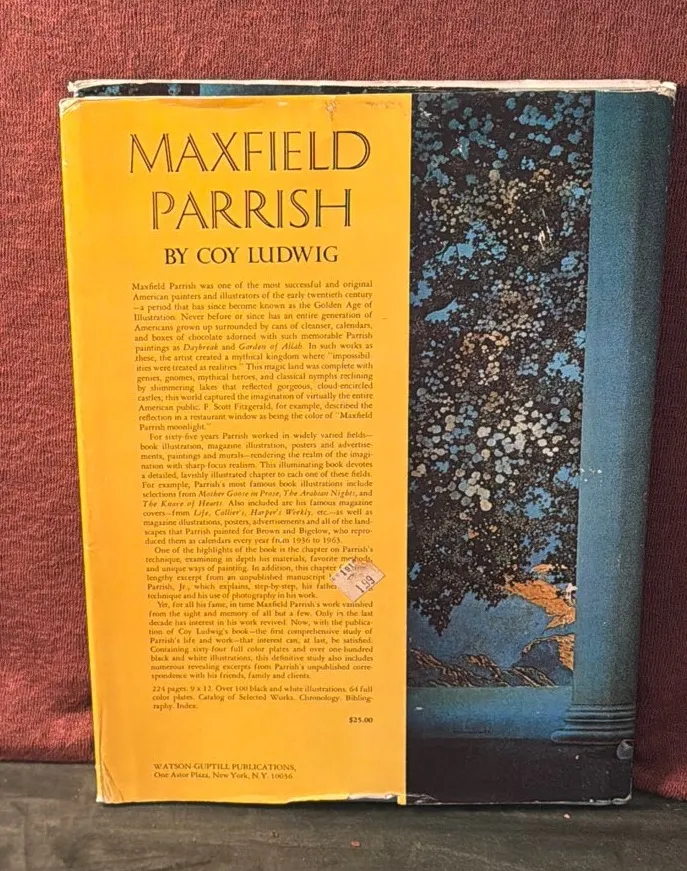 MAXFIELD
PARRISH
BY COY LUDWIG
Maxfield Parrish was one of the most successful and original
American painters and illustrators of the early twentieth century
—a period that has since become known as the Golden Age of
Illustration. Never before or since has an entire generation of
Americans grown up surrounded by cans of cleanser, calendars,
and boxes of chocolate adorned with such memorable Parrish
paintings as Daybreak and Garden of Allah. In such works as
these, the artist created a mythical kingdom where "impossibil-
ities were treated as realities." This magic land was complete with
genies, gnomes, mythical heroes, and classical nymphs reclining
by shimmering lakes that reflected gorgeous, cloud-encircled
castles, this world captured the imagination of virtually the entire
American public. F. Scott Fitzgerald, for example, described the
reflection in a restaurant window as being the color of "Maxfield
Parrish moonlight."
For sixty-five years Parrish worked in widely varied fields—
book illustration, magazine illustration, posters and advertise-
ments, paintings and murals—rendering the realm of the imagi-
nation with sharp-focus realism. This illuminating book devotes
a detailed, lavishly illustrated chapter to each one of these fields.
For example, Parrish's most famous book illustrations include
selections from Mother Goose in Prose, The Arabian Nights, and
The Knave of Hearts. Also included are his famous magazine
covers—from Life, Collier's, Harper's Weekly, etc.—as well as
magazine illustrations, posters, advertisements and all of the land-
scapes that Parrish painted for Brown and Bigelow, who repro-
duced them as calendars every year from 1936 to 1963.
One of the highlights of the book is the chapter on Parrish's
technique, examining in depth his materials, favorite methods,
and unique ways of painting. In addition, this chapter
lengthy excerpt from an unpublished manuscript
Parrish, Jr., which explains, step-by-step, his father
technique and his use of photography in his work.
Yet, for all his fame, in time Maxfield Parrish's work vanished
from the sight and memory of all but a few. Only in the last
decade has interest in his work revived. Now, with the publica-
tion of Coy Ludwig's book—the first comprehensive study of
Parrish's life and work—that interest can, at last, be satisfied.
Containing sixty-four full color plates and over one-hundred
black and white illustrations, this definitive study also includes
numerous revealing excerpts from Parrish's unpublished corre-
spondence with his friends, family and clients.
224 pages. 9 x 12. Over 100 black and white illustrations. 64 full
color plates. Catalog of Selected Works. Chronology. Bibliog-
raphy. Index.
$25.00
WATSON-GUPTILL PUBLICATIONS,
One Astor Plaza, New York, N.Y. 10036
199